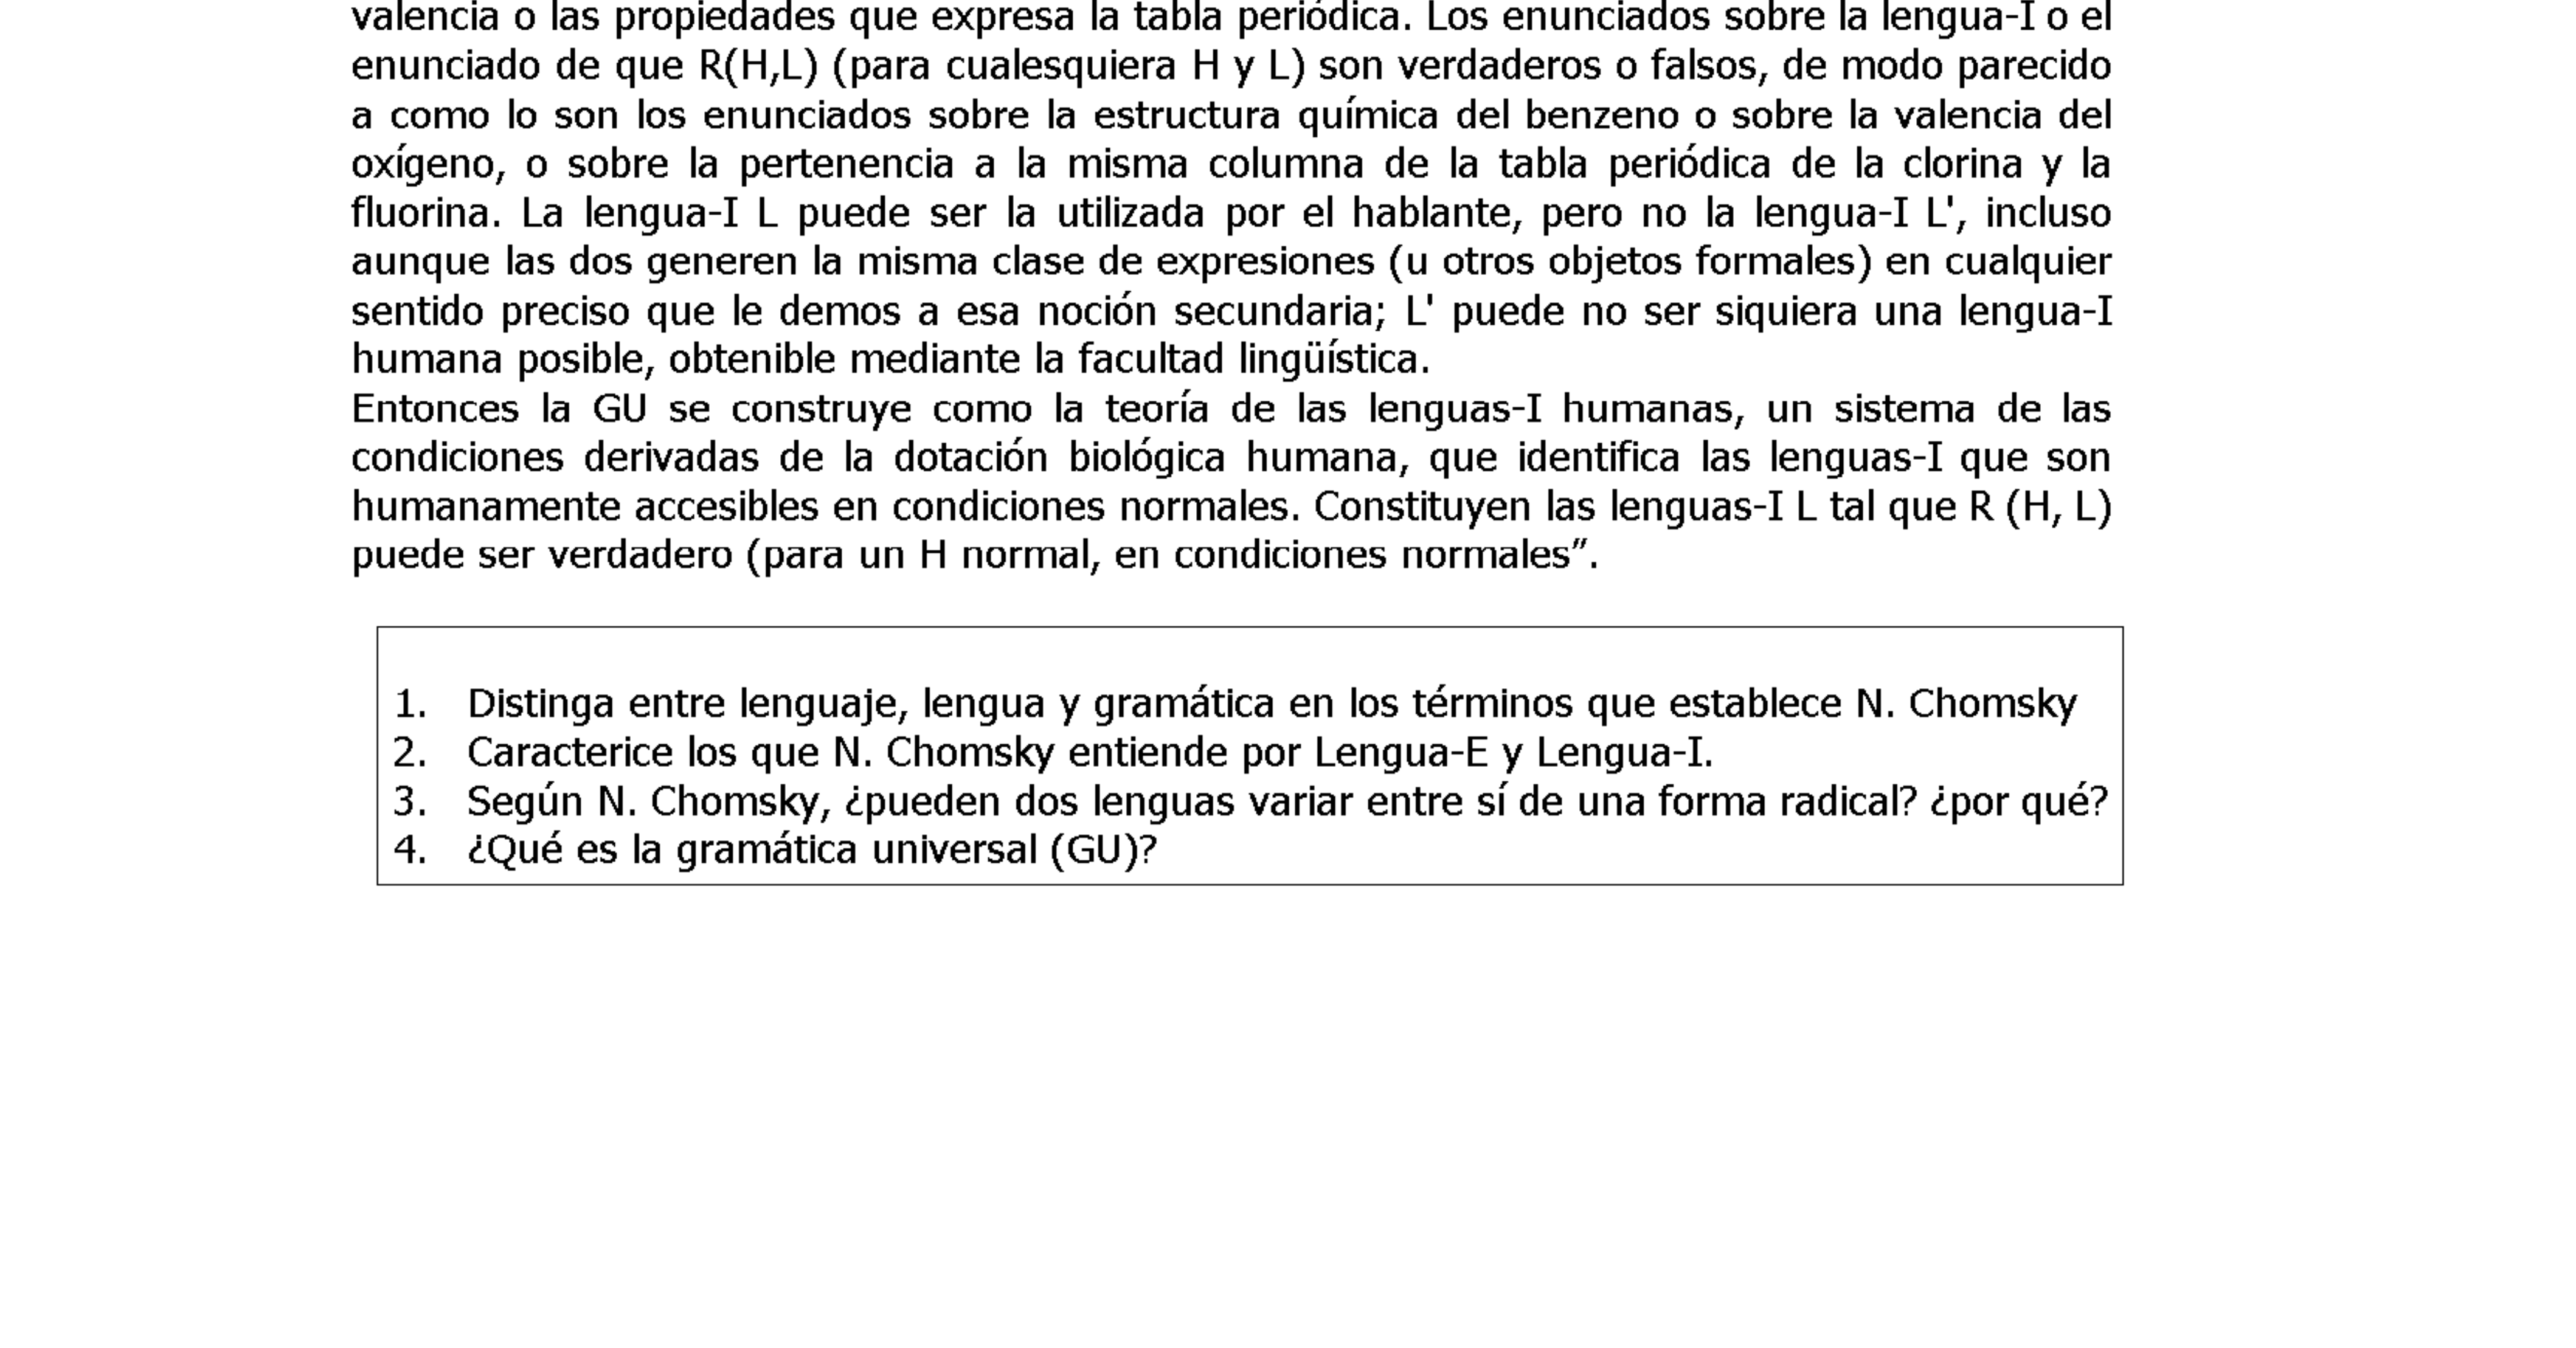 valencia o las propiedades que expresa la tabla periódica. Los enunciados sobre la lengua-I o el
enunciado de que R(H,L) (para cualesquiera H y L) son verdaderos o falsos, de modo parecido
a como lo son los enunciados sobre la estructura química del benzeno o sobre la valencia del
oxígeno, o sobre la pertenencia a la misma columna de la tabla periódica de la clorina y la
fluorina. La lengua-I L puede ser la utilizada por el hablante, pero no la lengua-I L', incluso
aunque las dos generen la misma clase de expresiones (u otros objetos formales) en cualquier
sentido preciso que le demos a esa noción secundaria; L' puede no ser siquiera una lengua-I
humana posible, obtenible mediante la facultad lingüística.
Entonces la GU se construye como la teoría de las lenguas-I humanas, un sistema de las
condiciones derivadas de la dotación biológica humana, que identifica las lenguas-I que son
humanamente accesibles en condiciones normales. Constituyen las lenguas-I L tal que R (H, L)
puede ser verdadero (para un H normal, en condiciones normales”.
1. Distinga entre lenguaje, lengua y gramática en los términos que establece N. Chomsky
2. Caracterice los que N. Chomsky entiende por Lengua-E y Lengua-I.
3. Según N. Chomsky, ¿pueden dos lenguas variar entre sí de una forma radical? ¿por qué?
4. ¿Qué es la gramática universal (GU)?